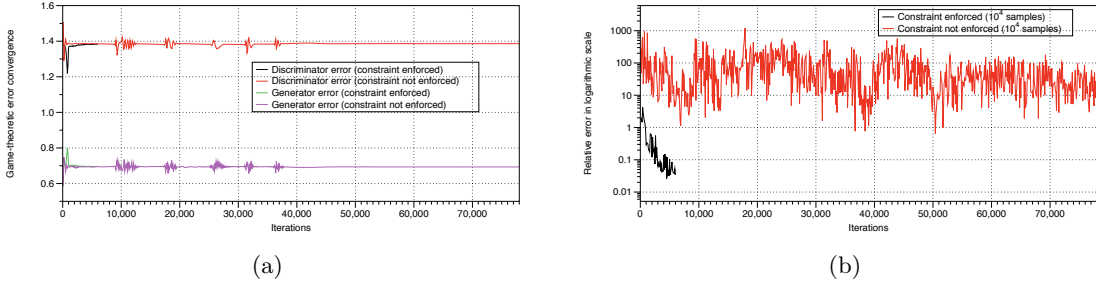 Game-theoretic error convergence
1.6
1.4
1.2
1.0
0.8
0.6
Discriminator error (constraint enforced)
Discriminator error (constraint not enforced)
Generator error (constraint enforced)
Generator error (constraint not enforced)
0 10,000 20,000 30,000 40,000 50,000 60,000 70,000
Iterations
(a)
Relative error in logarithmic scale
1000
100
10
1
0.1
0.01
Constraint enforced (10⁴ samples)
Constraint not enforced (10⁴ samples)
0 10,000 20,000 30,000 40,000 50,000 60,000 70,000
Iterations
(b)